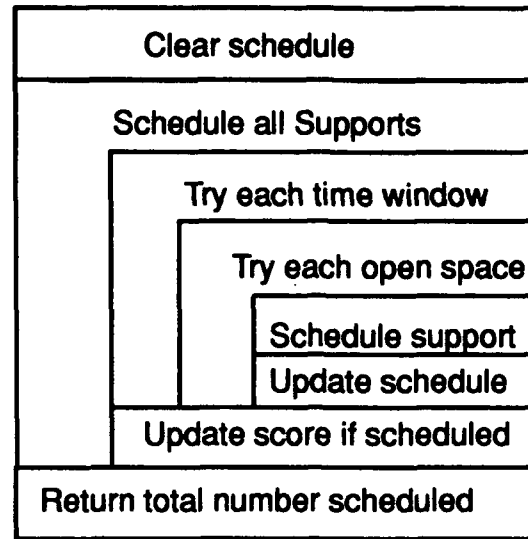 Clear schedule
Schedule all Supports
Try each time window
Try each open space
Schedule support
Update schedule
Update score if scheduled
Return total number scheduled